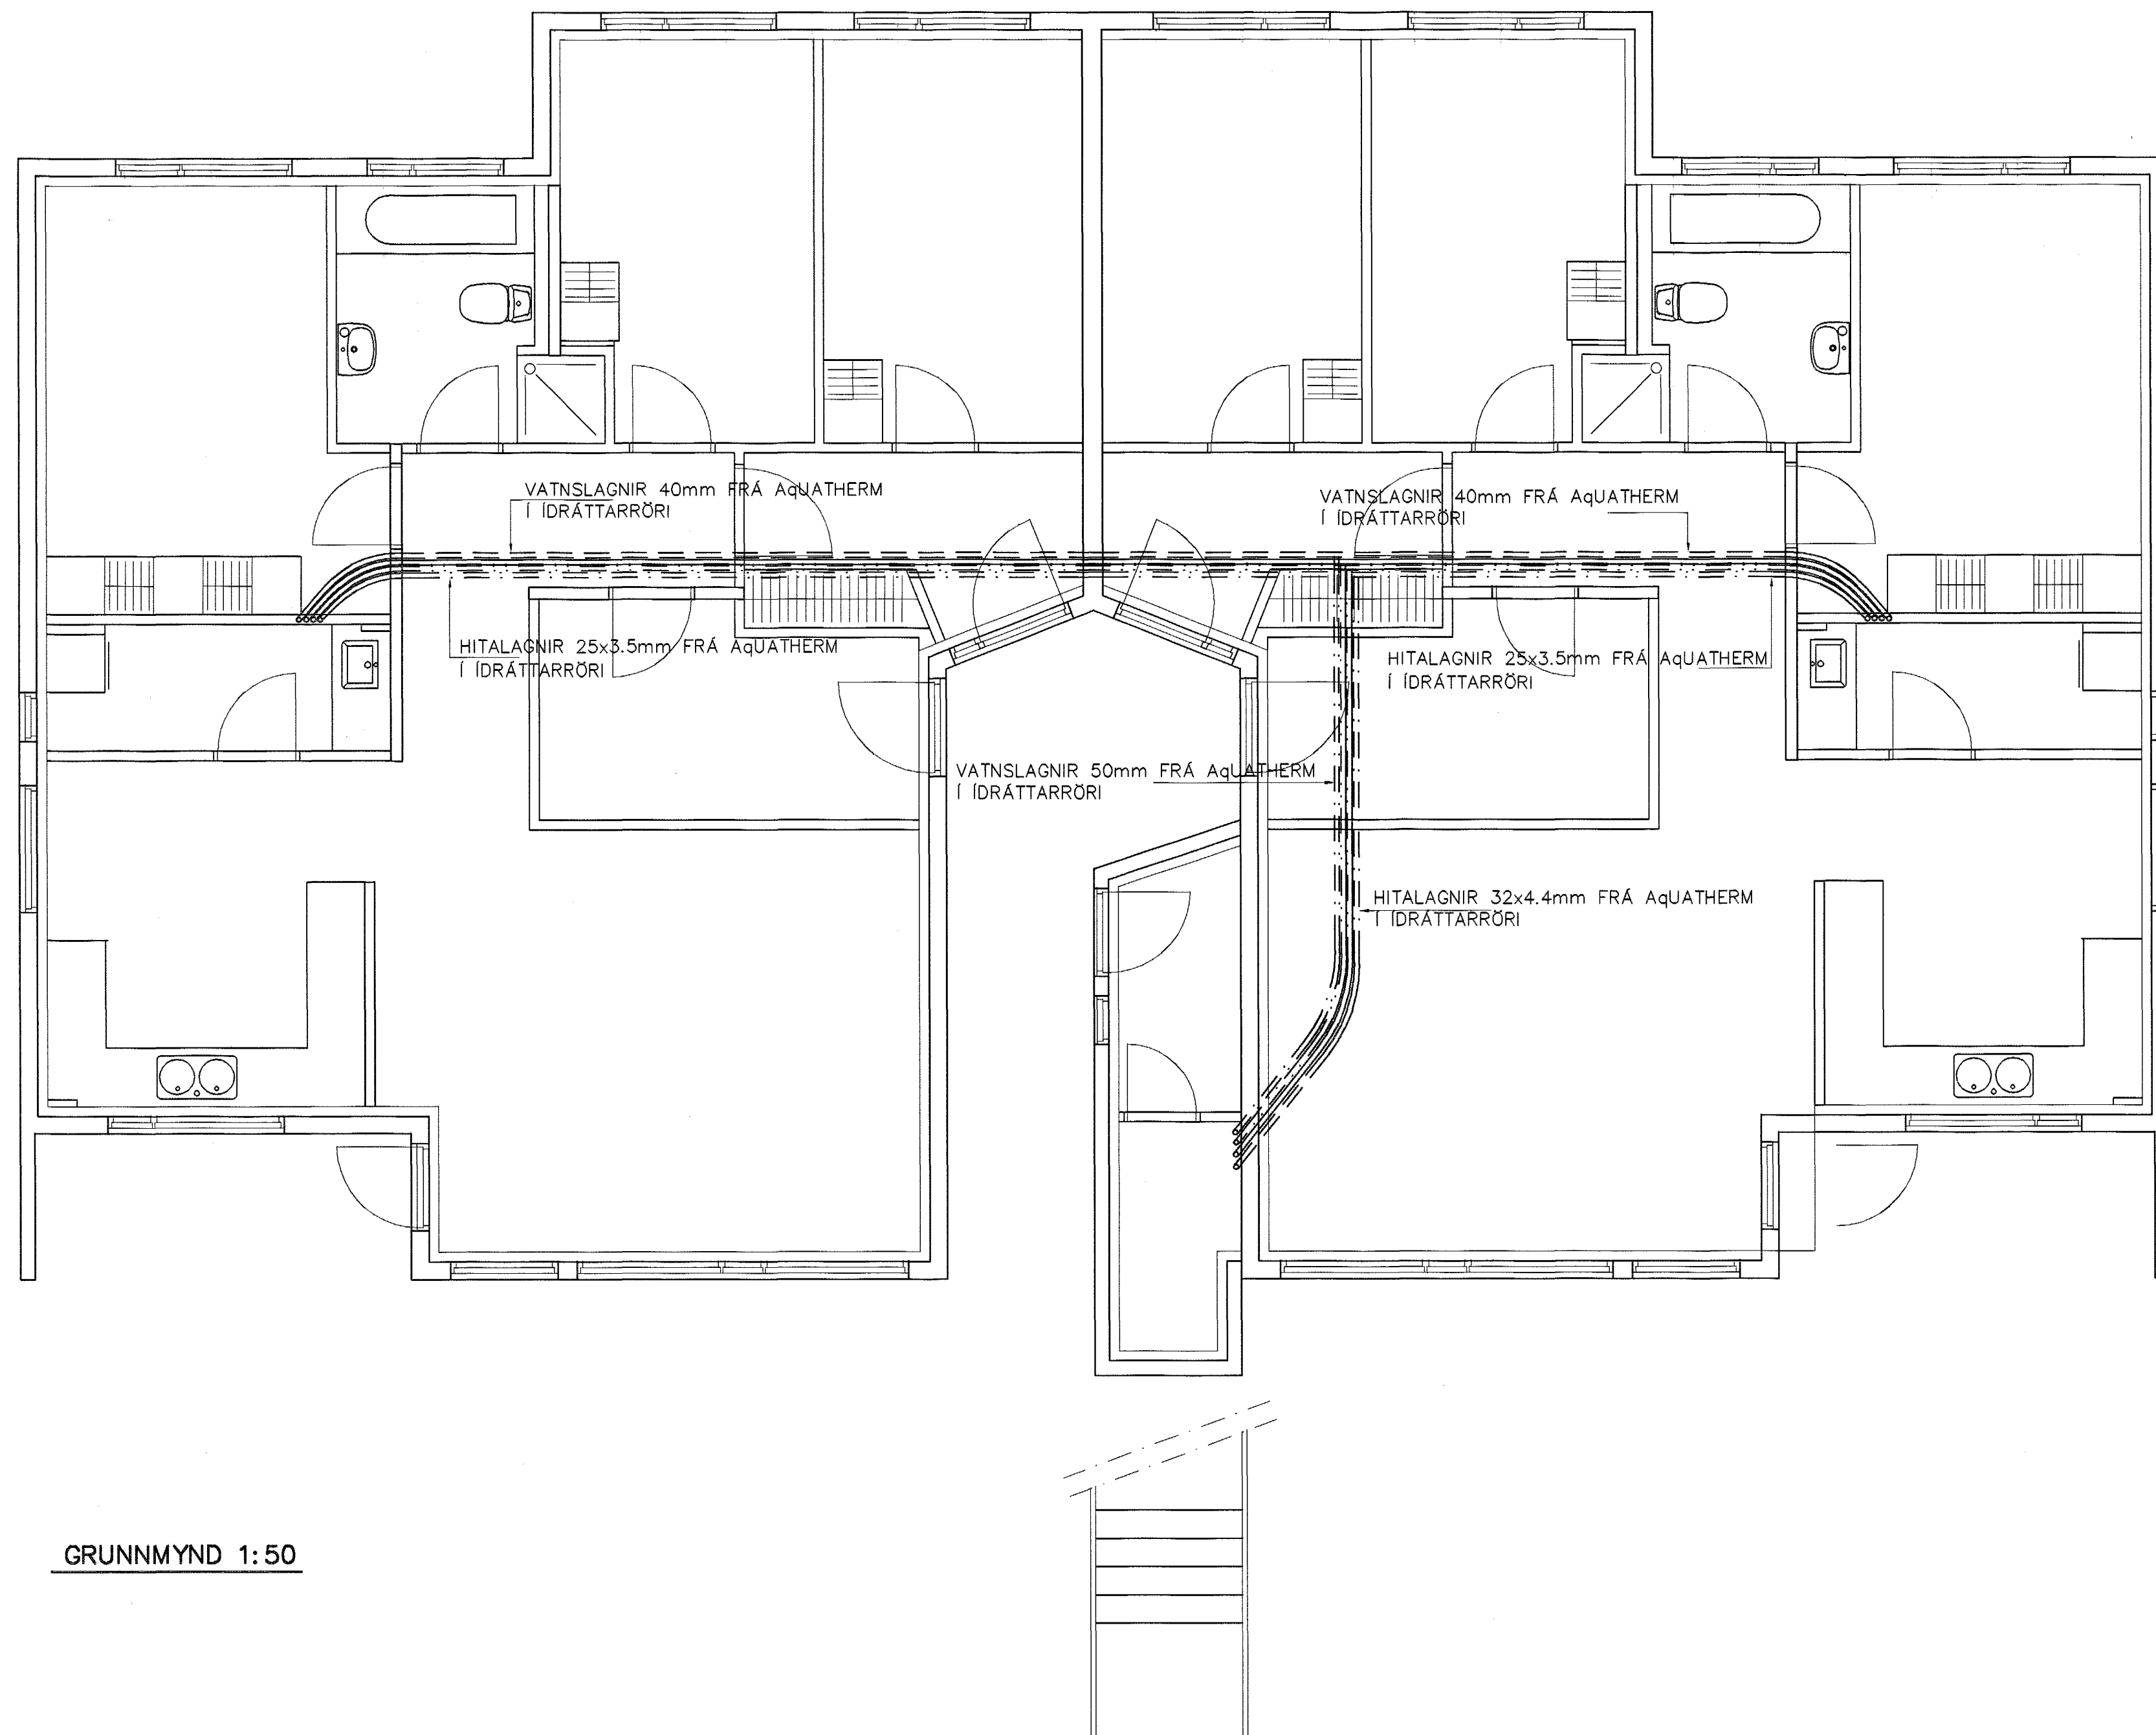 VATNSLAGNIR 40mm FRÁ AqUATHERM
Í ÍDRÁTTARRÖRI
VATNSLAGNIR 40mm FRÁ AqUATHERM
Í ÍDRÁTTARRÖRI
HITALAGNIR 25x3.5mm FRÁ AqUATHERM
Í ÍDRÁTTARRÖRI
HITALAGNIR 25x3.5mm FRÁ AqUATHERM
Í ÍDRÁTTARRÖRI
VATNSLAGNIR 50mm FRÁ AqUATHERM
Í ÍDRÁTTARRÖRI
HITALAGNIR 32x4.4mm FRÁ AqUATHERM
Í ÍDRÁTTARRÖRI
GRUNNMYND 1:50